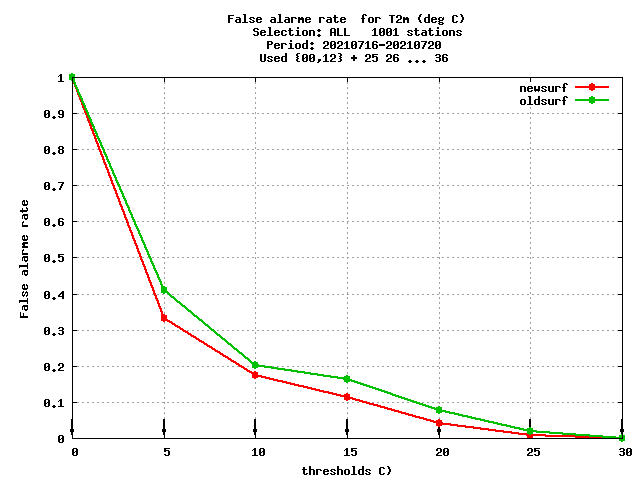 False alarme rate  for T2m (deg C)
Selection: ALL   1001 stations
Period: 20210716-20210720
Used {00,12} + 25 26 ... 36
newsurf
oldsurf
1
0.9
0.8
0.7
0.6
0.5
0.4
0.3
0.2
0.1
0
False alarme rate
0 5 10 15 20 25 30
thresholds C)